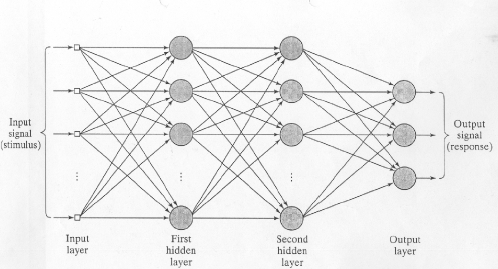 Input
signal
(stimulus)
Output
signal
(response)
Input
layer
First
hidden
layer
Second
hidden
layer
Output
layer